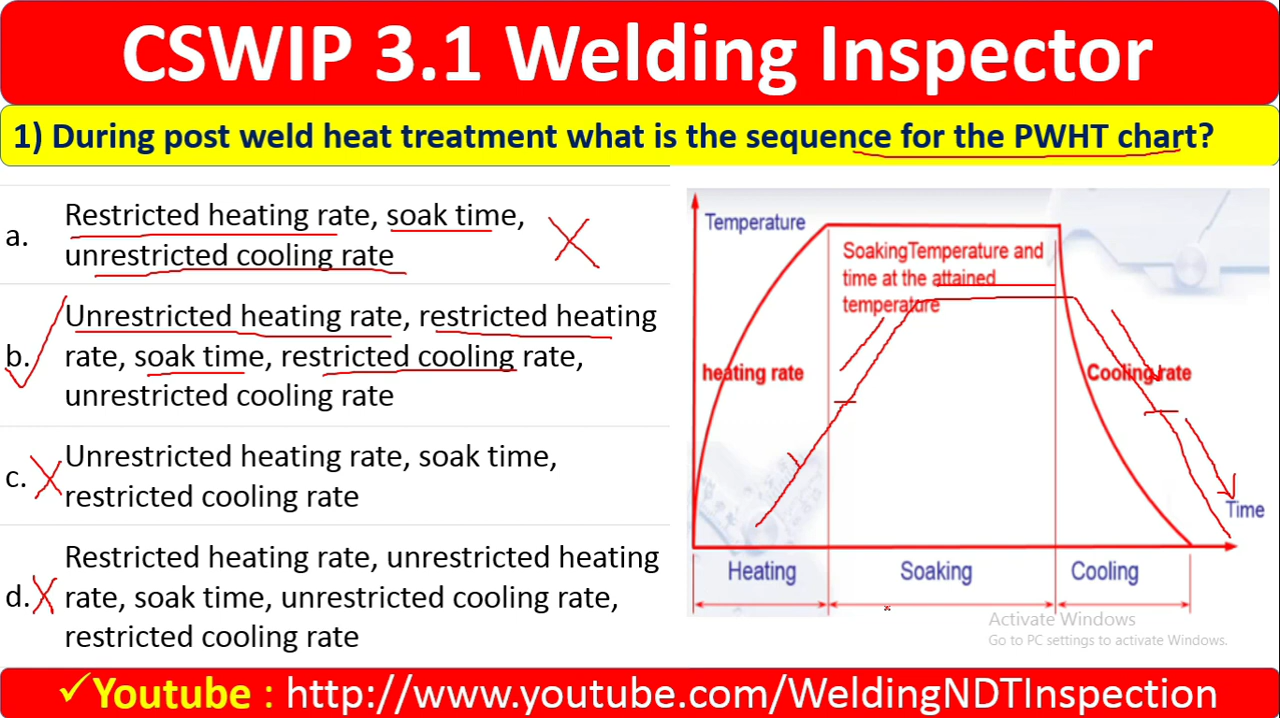 CSWIP 3.1 Welding Inspector
1) During post weld heat treatment what is the sequence for the PWHT chart?
a. Restricted heating rate, soak time,
unrestricted cooling rate
b. Unrestricted heating rate, restricted heating
rate, soak time, restricted cooling rate,
unrestricted cooling rate
c. Unrestricted heating rate, soak time,
restricted cooling rate
d. Restricted heating rate, unrestricted heating
rate, soak time, unrestricted cooling rate,
restricted cooling rate
Temperature
SoakingTemperature and
time at the attained
temperature
heating rate
Cooling rate
Time
Heating
Soaking
Cooling
Activate Windows
Go to PC settings to activate Windows.
✓Youtube : http://www.youtube.com/WeldingNDTInspection